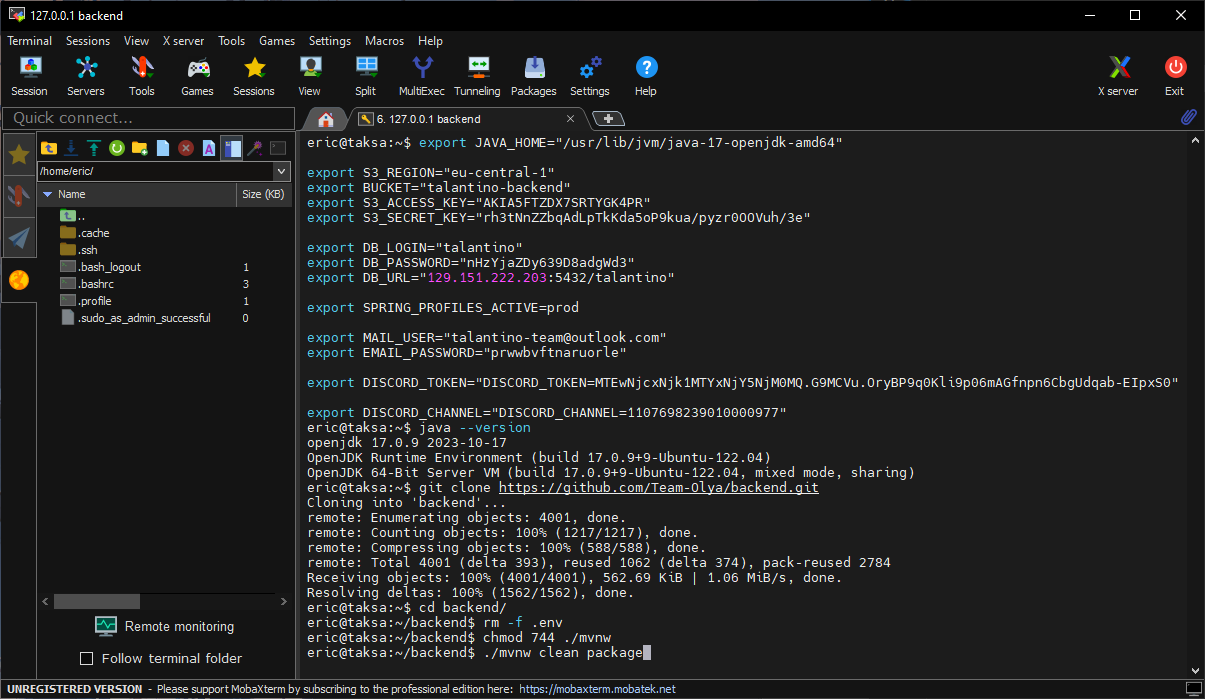 127.0.0.1 backend
Terminal Sessions View X server Tools Games Settings Macros Help
Session Servers Tools Games Sessions View Split MultiExec Tunneling Packages Settings Help X server Exit
Quick connect...
6. 127.0.0.1 backend
/home/eric/
Name Size (KB)
..
.cache
.ssh
.bash_logout 1
.bashrc 3
.profile 1
.sudo_as_admin_successful 0
Remote monitoring
Follow terminal folder
eric@taksa:~$ export JAVA_HOME="/usr/lib/jvm/java-17-openjdk-amd64"
export S3_REGION="eu-central-1"
export BUCKET="talantino-backend"
export S3_ACCESS_KEY="AKIA5FTZDX7SRTYGK4PR"
export S3_SECRET_KEY="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"
export DB_LOGIN="talantino"
export DB_PASSWORD="nHzYjaZDy639D8adgWd3"
export DB_URL="129.151.222.203:5432/talantino"
export SPRING_PROFILES_ACTIVE=prod
export MAIL_USER="talantino-team@outlook.com"
export EMAIL_PASSWORD="prwwbvftnaruorle"
export DISCORD_TOKEN="DISCORD_TOKEN=MTEwNjcxNjk1MTYxNjY5NjM0MQ.G9MCVu.OryBP9q0Kli9p06mAGfnpn6CbgUdqab-EIpxS0"
export DISCORD_CHANNEL="DISCORD_CHANNEL=1107698239010000977"
eric@taksa:~$ java --version
openjdk 17.0.9 2023-10-17
OpenJDK Runtime Environment (build 17.0.9+9-Ubuntu-122.04)
OpenJDK 64-Bit Server VM (build 17.0.9+9-Ubuntu-122.04, mixed mode, sharing)
eric@taksa:~$ git clone https://github.com/Team-Olya/backend.git
Cloning into 'backend'...
remote: Enumerating objects: 4001, done.
remote: Counting objects: 100% (1217/1217), done.
remote: Compressing objects: 100% (588/588), done.
remote: Total 4001 (delta 393), reused 1062 (delta 374), pack-reused 2784
Receiving objects: 100% (4001/4001), 562.69 KiB | 1.06 MiB/s, done.
Resolving deltas: 100% (1562/1562), done.
eric@taksa:~$ cd backend/
eric@taksa:~/backend$ rm -f .env
eric@taksa:~/backend$ chmod 744 ./mvnw
eric@taksa:~/backend$ ./mvnw clean package
UNREGISTERED VERSION - Please support MobaXterm by subscribing to the professional edition here: https://mobaxterm.mobatek.net